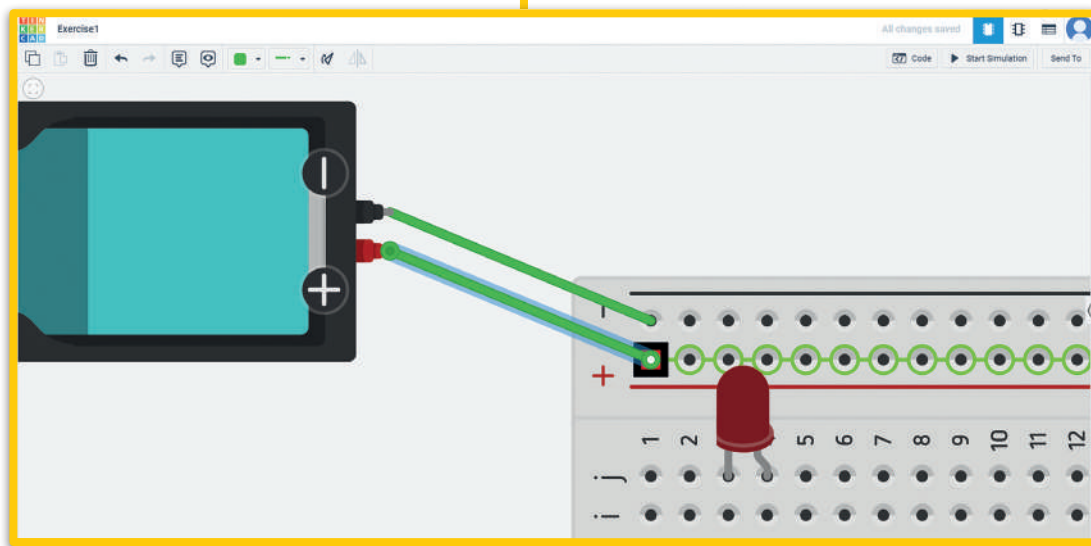 TIN
KER
CAD
Exercise1
All changes saved
Code
Start Simulation
Send To
−
+
−
+
1 2 5 6 7 8 9 10 11 12
j
i